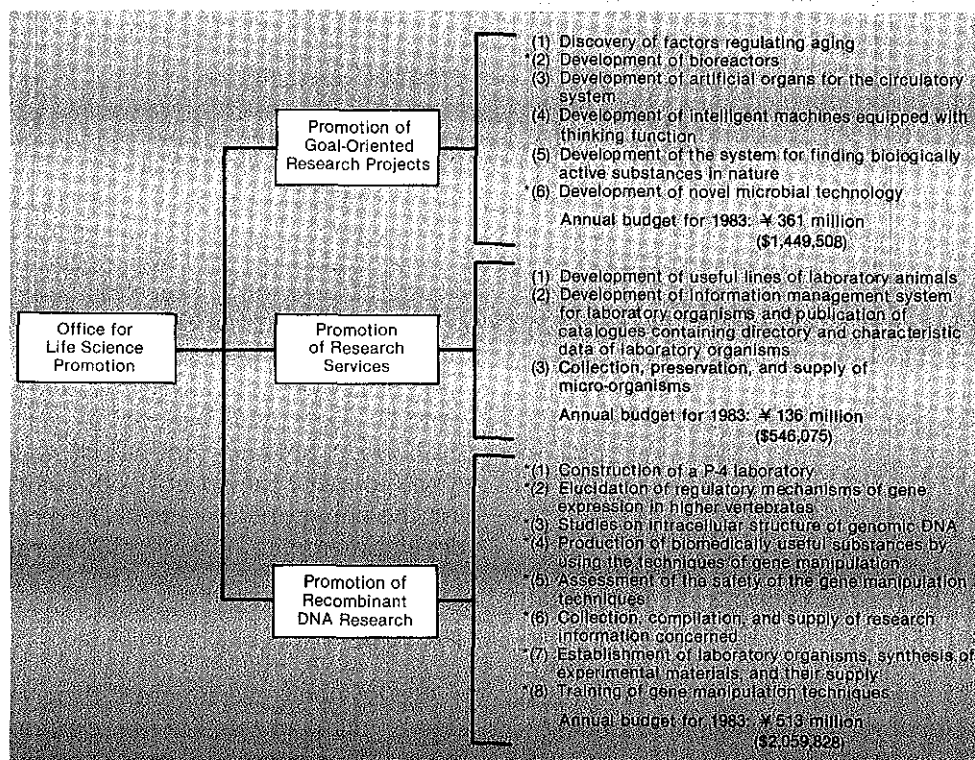 Office for
Life Science
Promotion
Promotion of
Goal-Oriented
Research Projects
(1) Discovery of factors regulating aging
*(2) Development of bioreactors
(3) Development of artificial organs for the circulatory
system
(4) Development of intelligent machines equipped with
thinking function
(5) Development of the system for finding biologically
active substances in nature
*(6) Development of novel microbial technology
Annual budget for 1983: ¥ 361 million
($1,449,508)
Promotion
of Research
Services
(1) Development of useful lines of laboratory animals
(2) Development of information management system
for laboratory organisms and publication of
catalogues containing directory and characteristic
data of laboratory organisms
(3) Collection, preservation, and supply of
micro-organisms
Annual budget for 1983: ¥ 136 million
($546,075)
Promotion of
Recombinant
DNA Research
*(1) Construction of a P-4 laboratory
*(2) Elucidation of regulatory mechanisms of gene
expression in higher vertebrates
*(3) Studies on intracellular structure of genomic DNA
*(4) Production of biomedically useful substances by
using the techniques of gene manipulation
*(5) Assessment of the safety of the gene manipulation
techniques
*(6) Collection, compilation, and supply of research
information concerned
*(7) Establishment of laboratory organisms, synthesis of
experimental materials, and their supply
*(8) Training of gene manipulation techniques
Annual budget for 1983: ¥ 513 million
($2,059,828)